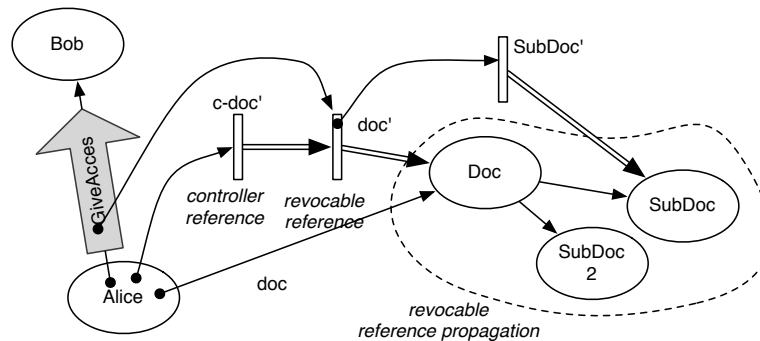 Bob
SubDoc'
c-doc'
doc'
GiveAcces
Doc
controller
reference
revocable
reference
SubDoc
SubDoc
2
Alice
doc
revocable
reference propagation